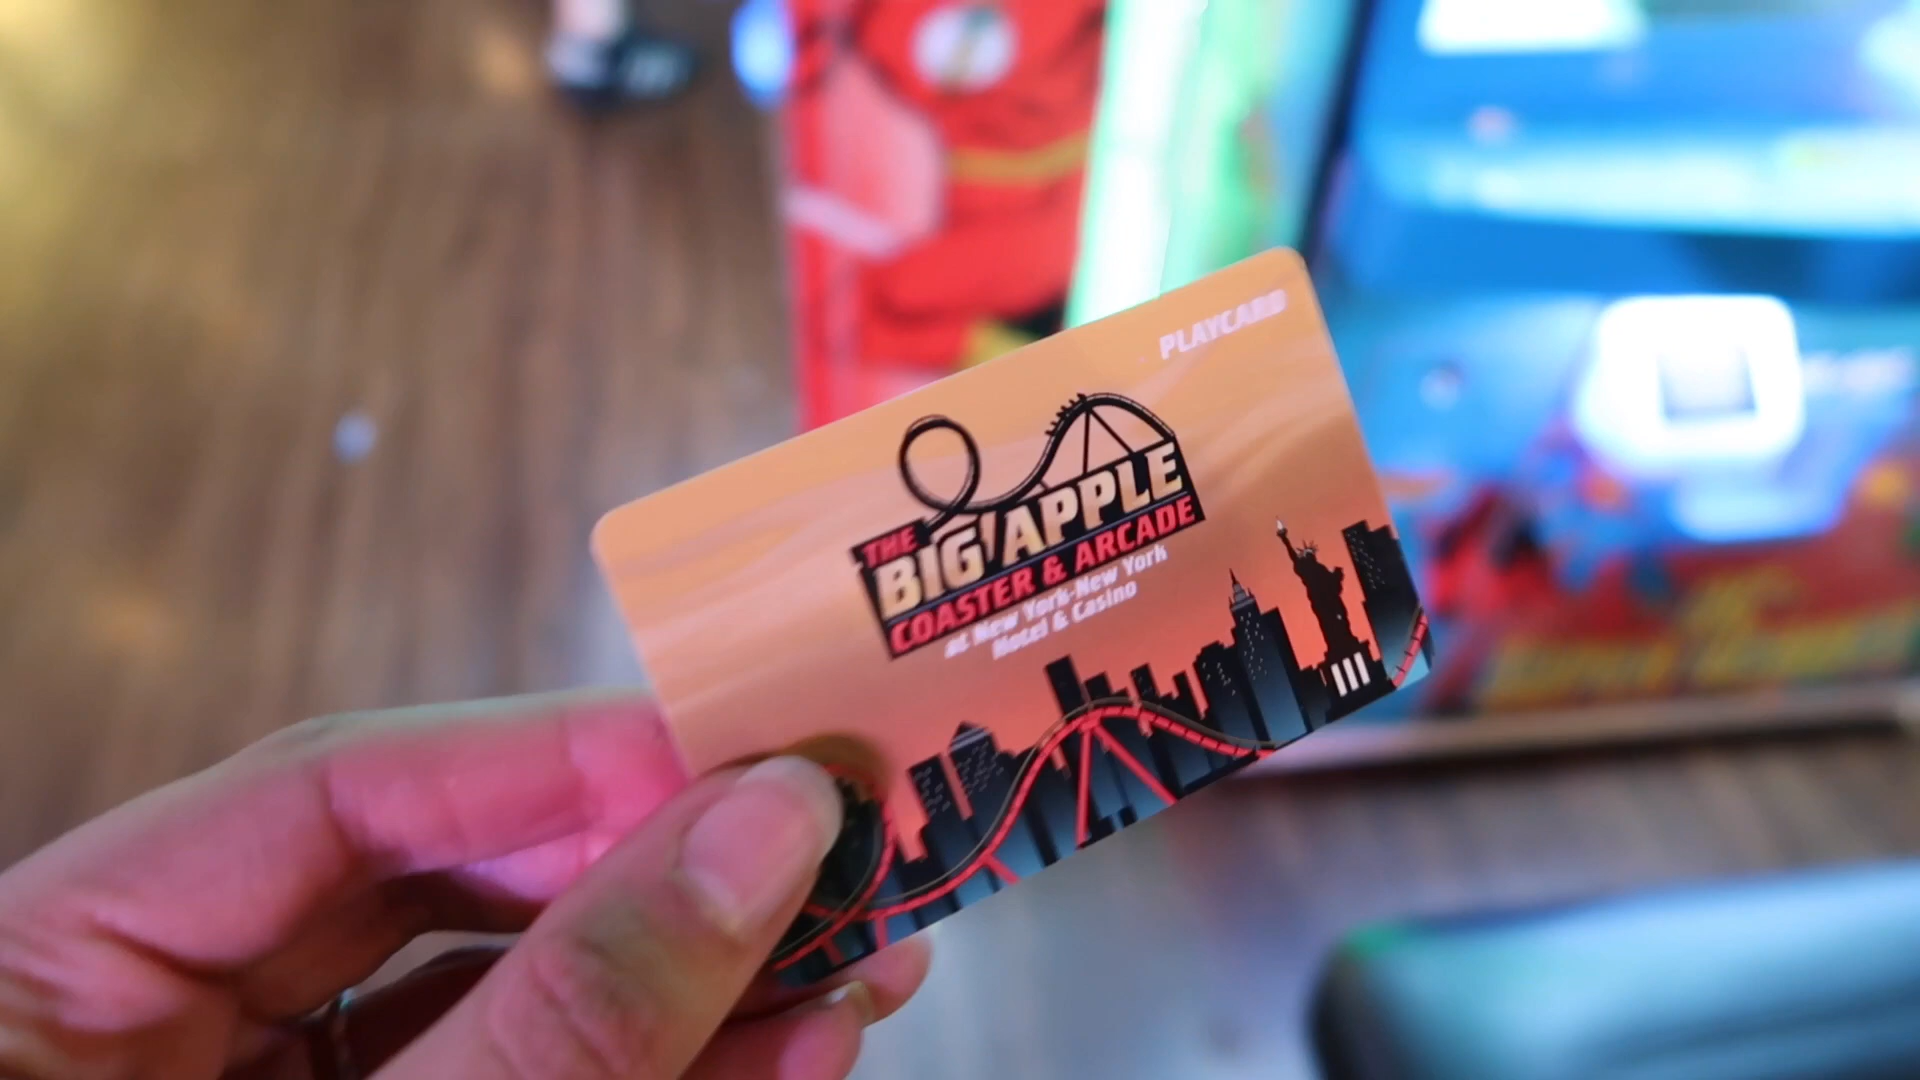 PLAYCARD
THE
BIG APPLE
COASTER & ARCADE
at New York-New York
Hotel & Casino